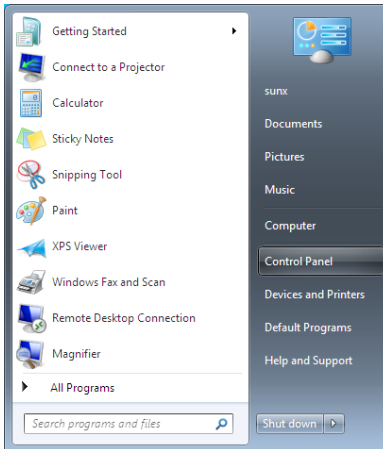 Getting Started
Connect to a Projector
Calculator
Sticky Notes
Snipping Tool
Paint
XPS Viewer
Windows Fax and Scan
Remote Desktop Connection
Magnifier
All Programs
Search programs and files
sunx
Documents
Pictures
Music
Computer
Control Panel
Devices and Printers
Default Programs
Help and Support
Shut down